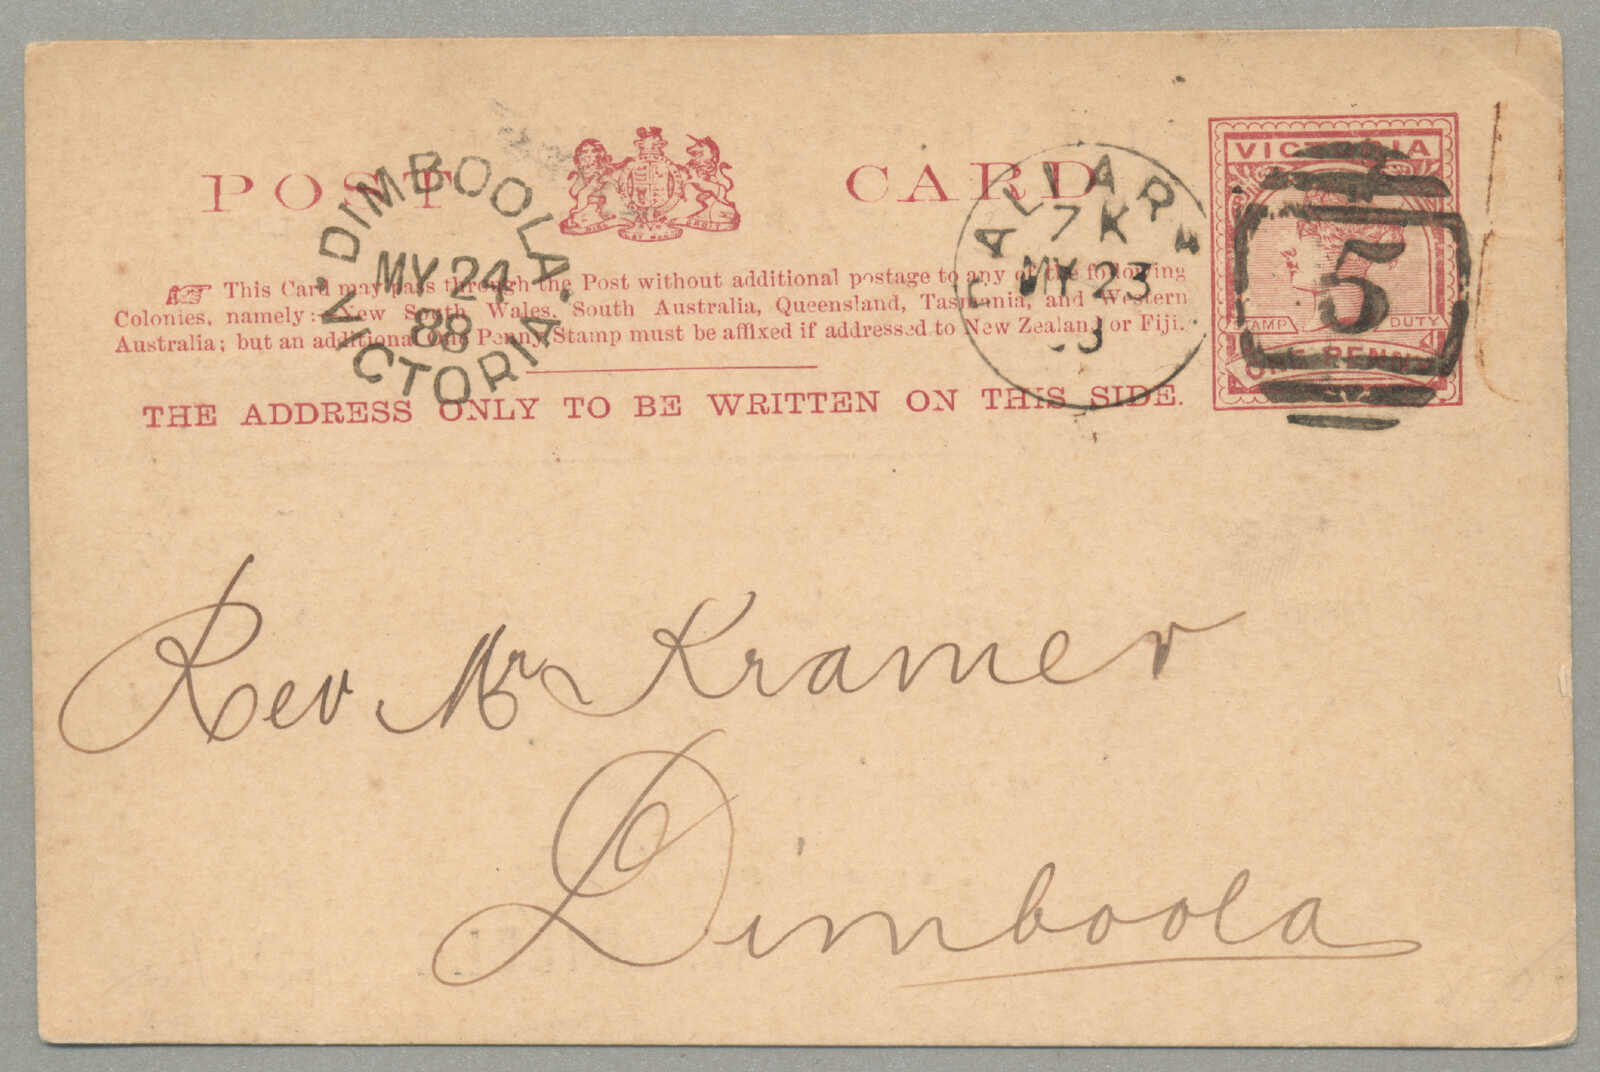 POST CARD
This Card may pass through the Post without additional postage to any of the following
Colonies, namely:—New South Wales, South Australia, Queensland, Tasmania, and Western
Australia; but an additional One Penny Stamp must be affixed if addressed to New Zealand or Fiji.
THE ADDRESS ONLY TO BE WRITTEN ON THIS SIDE.
DIMBOOLA
MY 24
88
VICTORIA
7 K
MY 23
VICTORIA
STAMP DUTY
ONE PENNY
5
Rev Mr Kramer
Dimboola